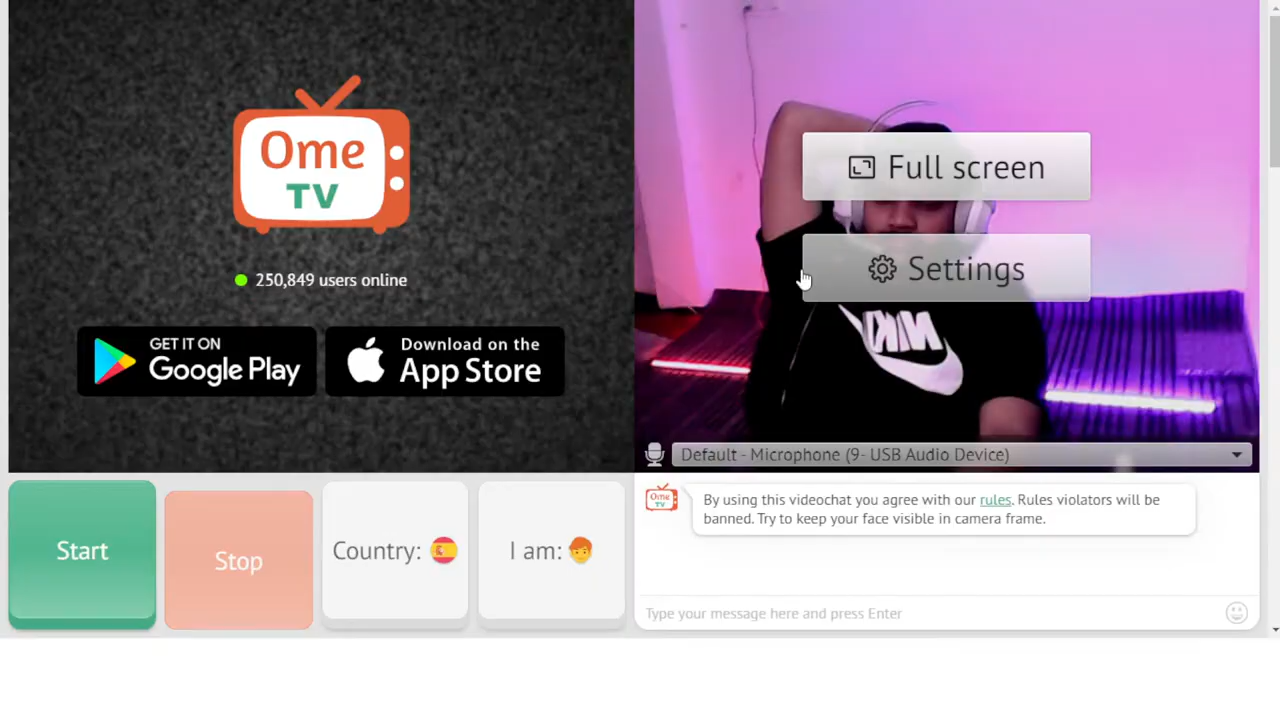 Ome
TV
250,849 users online
GET IT ON
Google Play
Download on the
App Store
Full screen
Settings
Default - Microphone (9- USB Audio Device)
Start
Stop
Country:
I am:
Ome
TV
By using this videochat you agree with our rules. Rules violators will be
banned. Try to keep your face visible in camera frame.
Type your message here and press Enter